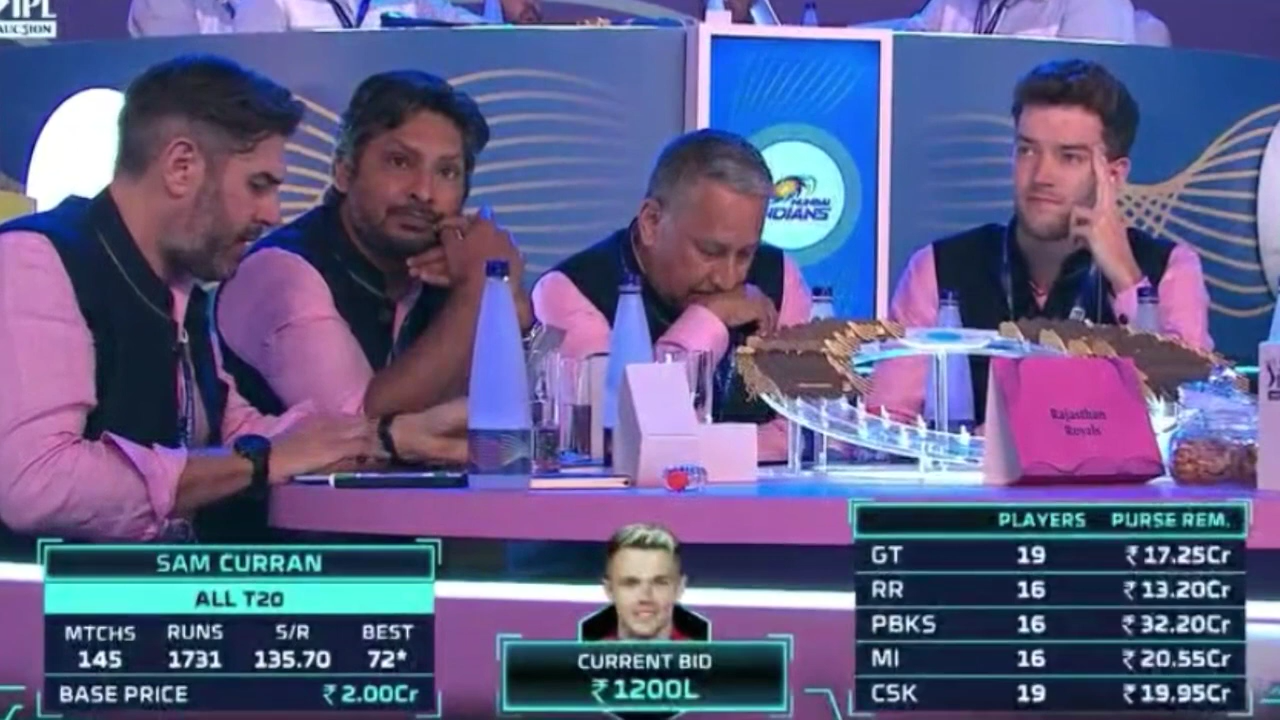 IPL
AUCTION
MUMBAI
INDIANS
Rajasthan
Royals
SAM CURRAN
ALL T20
MTCHS RUNS S/R BEST
145 1731 135.70 72*
BASE PRICE ₹ 2.00Cr
CURRENT BID
₹ 1200L
PLAYERS PURSE REM.
GT 19 ₹ 17.25Cr
RR 16 ₹ 13.20Cr
PBKS 16 ₹ 32.20Cr
MI 16 ₹ 20.55Cr
CSK 19 ₹ 19.95Cr